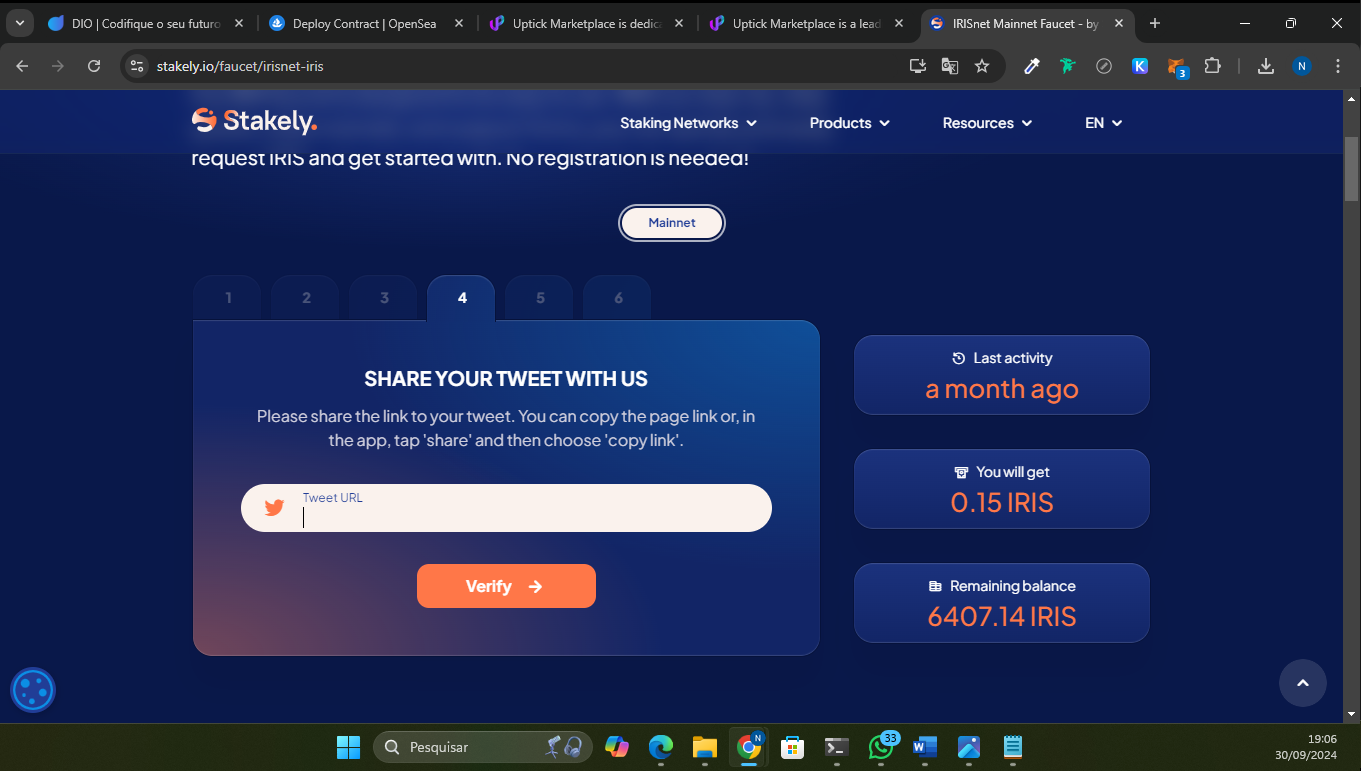 DIO | Codifique o seu futuro
Deploy Contract | OpenSea
Uptick Marketplace is dedic
Uptick Marketplace is a lead
IRISnet Mainnet Faucet - by
stakely.io/faucet/irisnet-iris
K
3
N
Stakely.
Staking Networks
Products
Resources
EN
request IRIS and get started with. No registration is needed!
Mainnet
1
2
3
4
5
6
SHARE YOUR TWEET WITH US
Please share the link to your tweet. You can copy the page link or, in
the app, tap 'share' and then choose 'copy link'.
Tweet URL
Verify
Last activity
a month ago
You will get
0.15 IRIS
Remaining balance
6407.14 IRIS
Pesquisar
N
33
W
19:06
30/09/2024